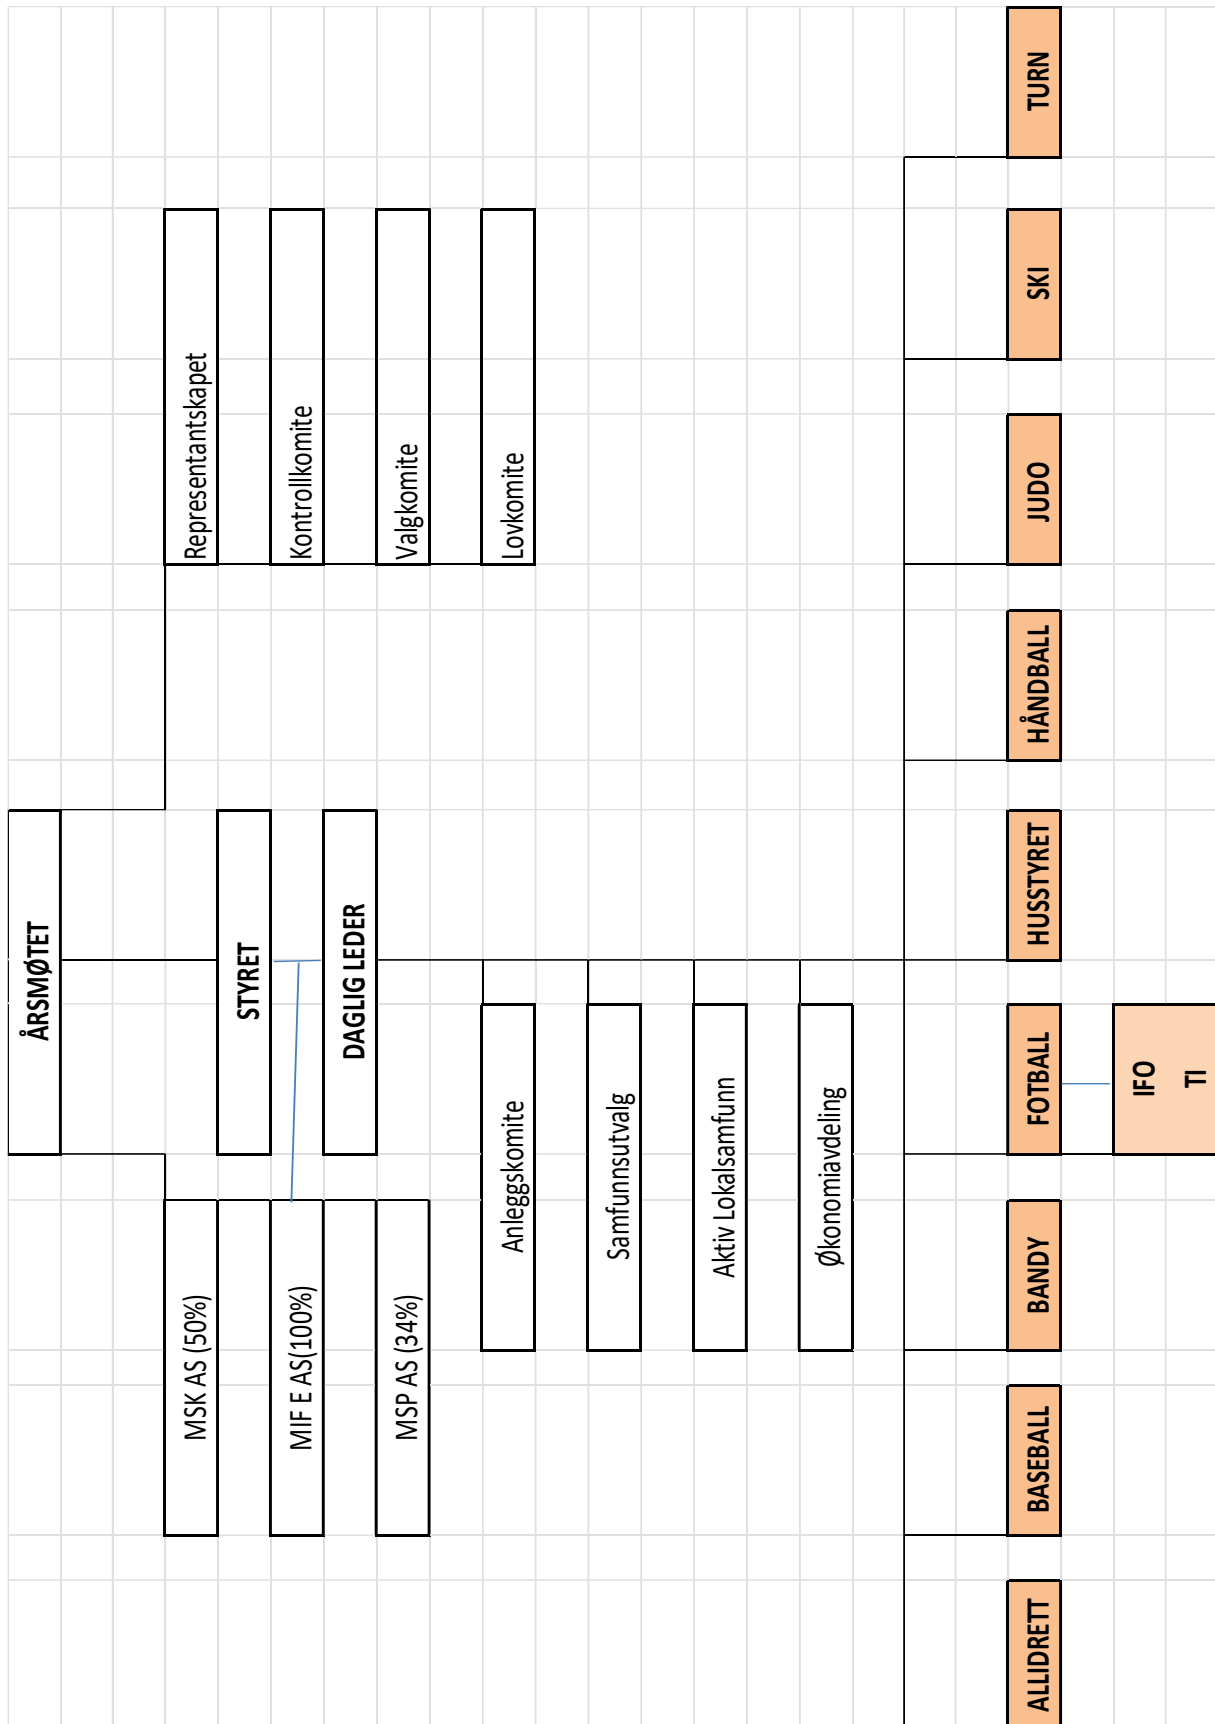 ÅRSMØTET
MSK AS (50%)
Representantskapet
STYRET
MIF E AS(100%)
Kontrollkomite
DAGLIG LEDER
MSP AS (34%)
Valgkomite
Anleggskomite
Lovkomite
Samfunnsutvalg
Aktiv Lokalsamfunn
Økonomiavdeling
ALLIDRETT
BASEBALL
BANDY
FOTBALL
HUSSTYRET
HÅNDBALL
JUDO
SKI
TURN
IFO
TI